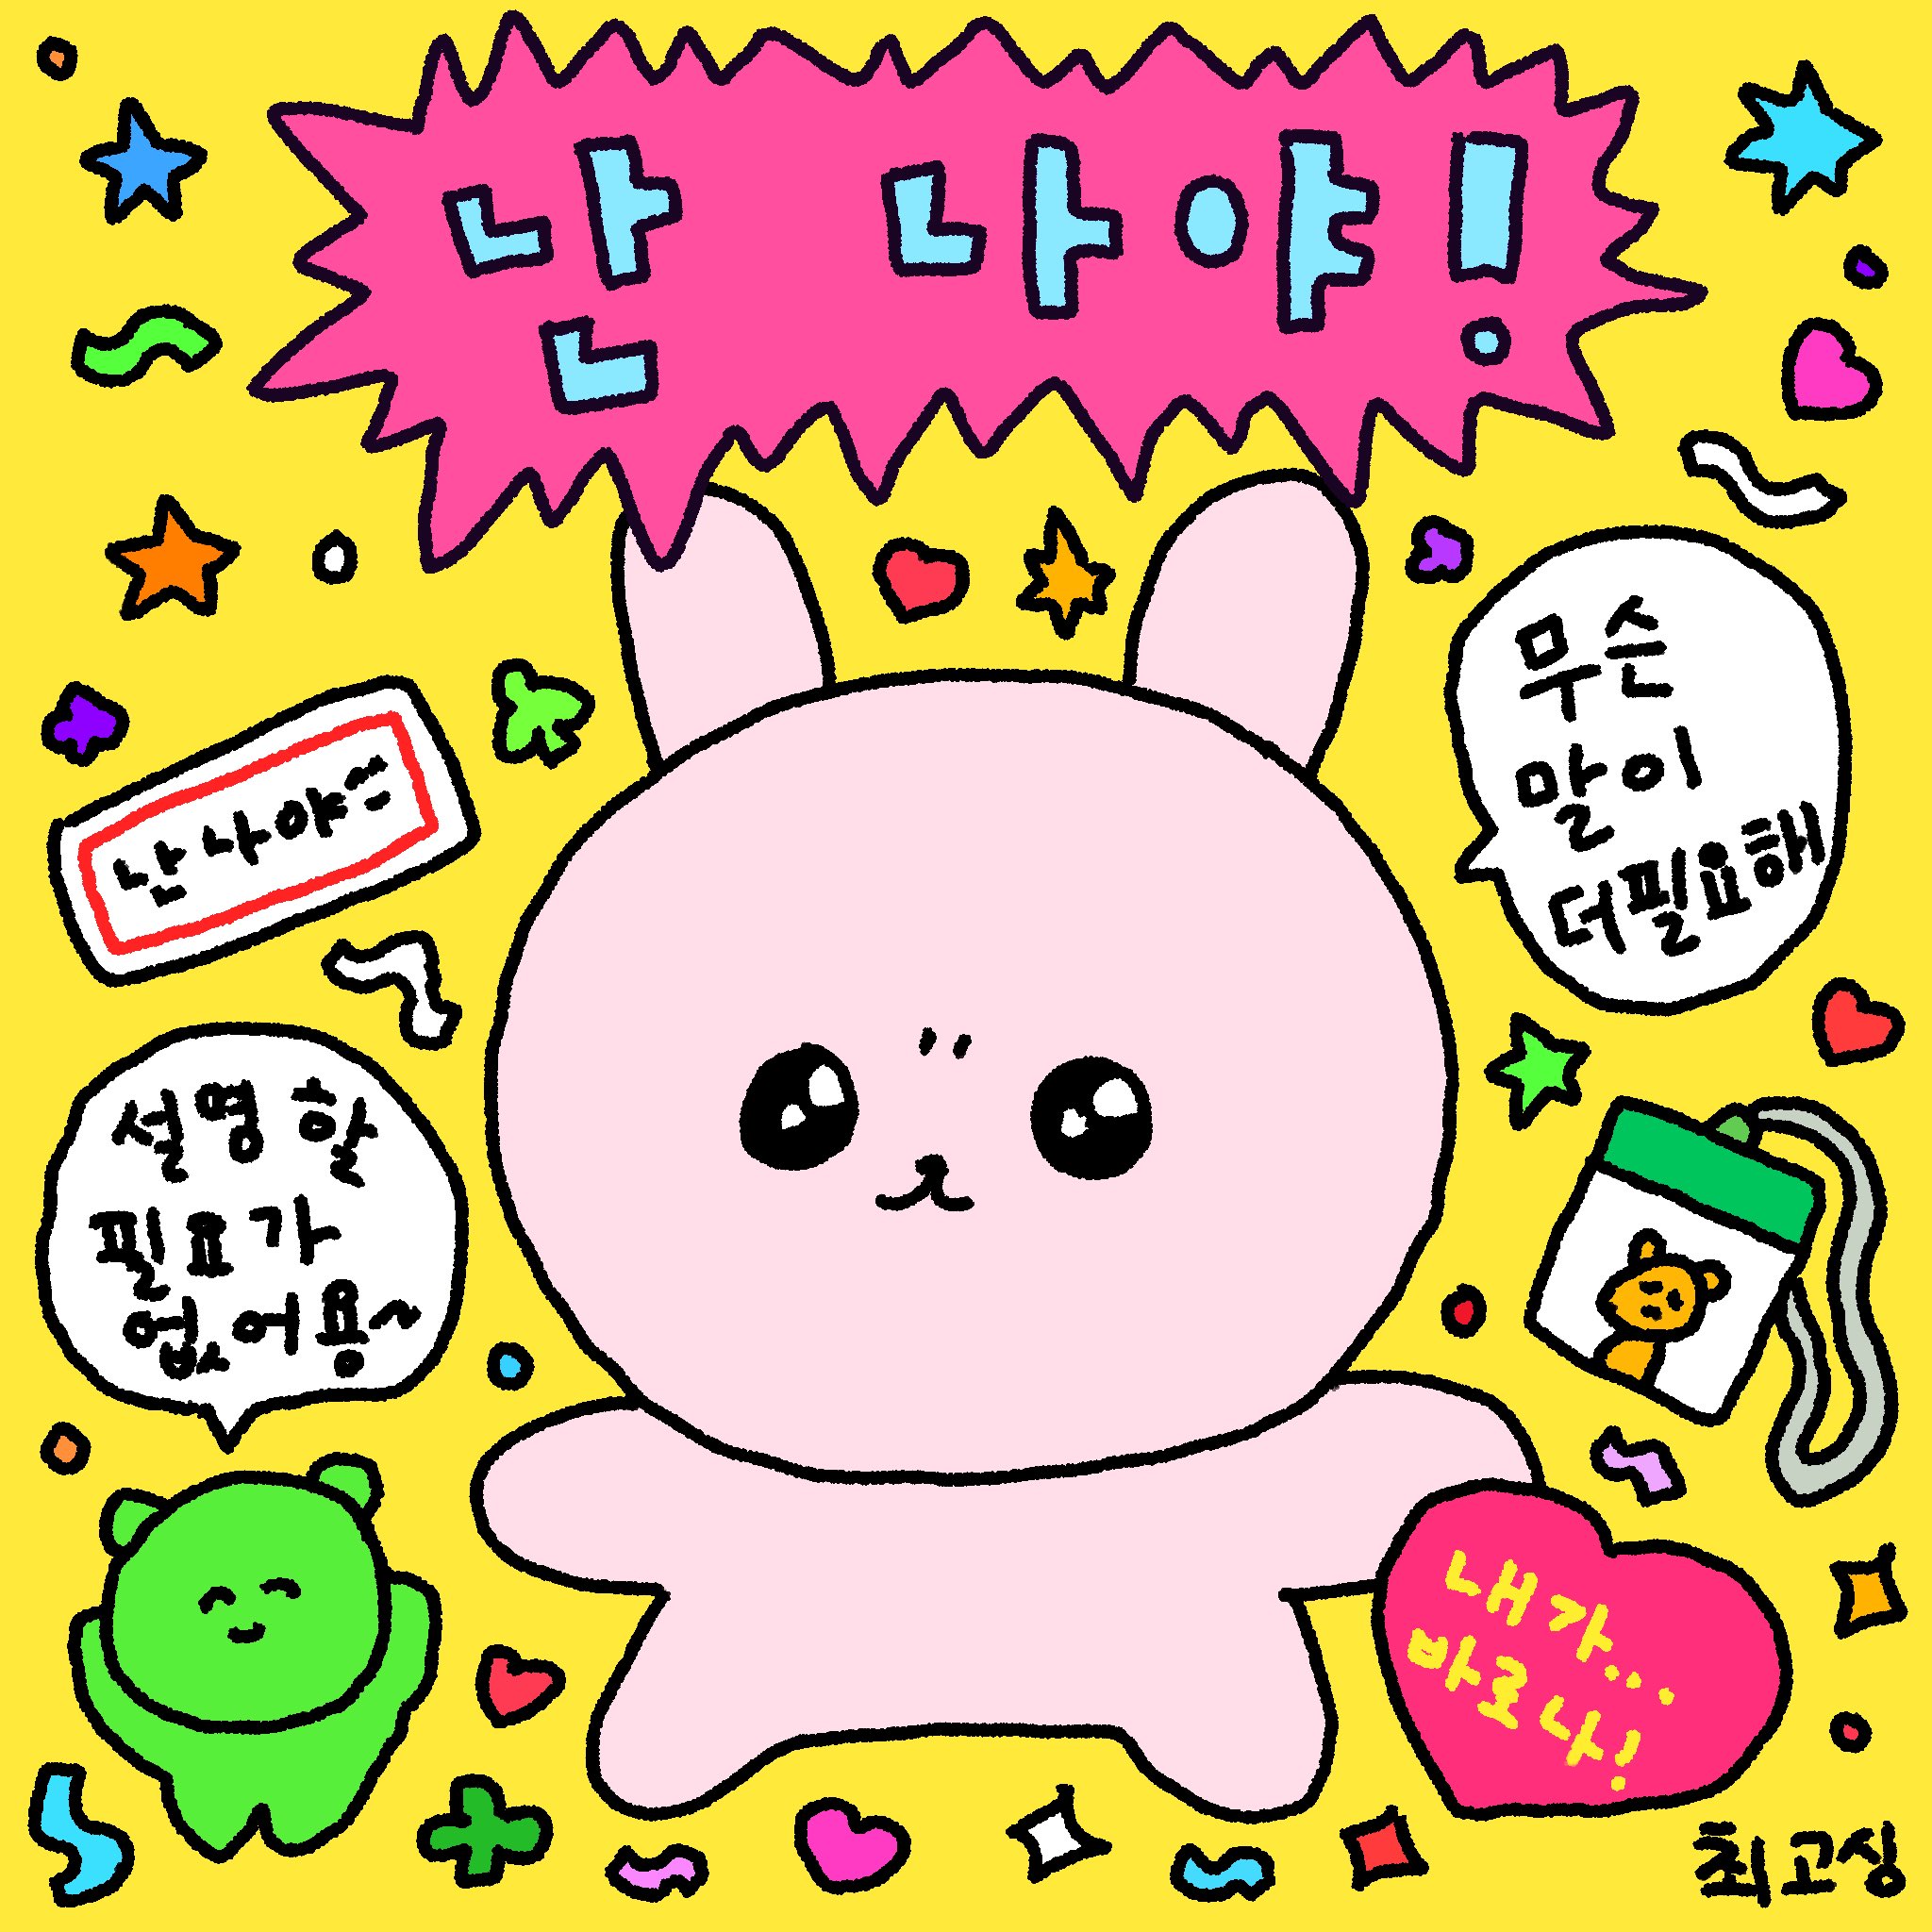 난 나야!
무슨
말이
더필요해
난 나야~~
설명 할
필요가
없어용~
내가...
바로나!
최고심